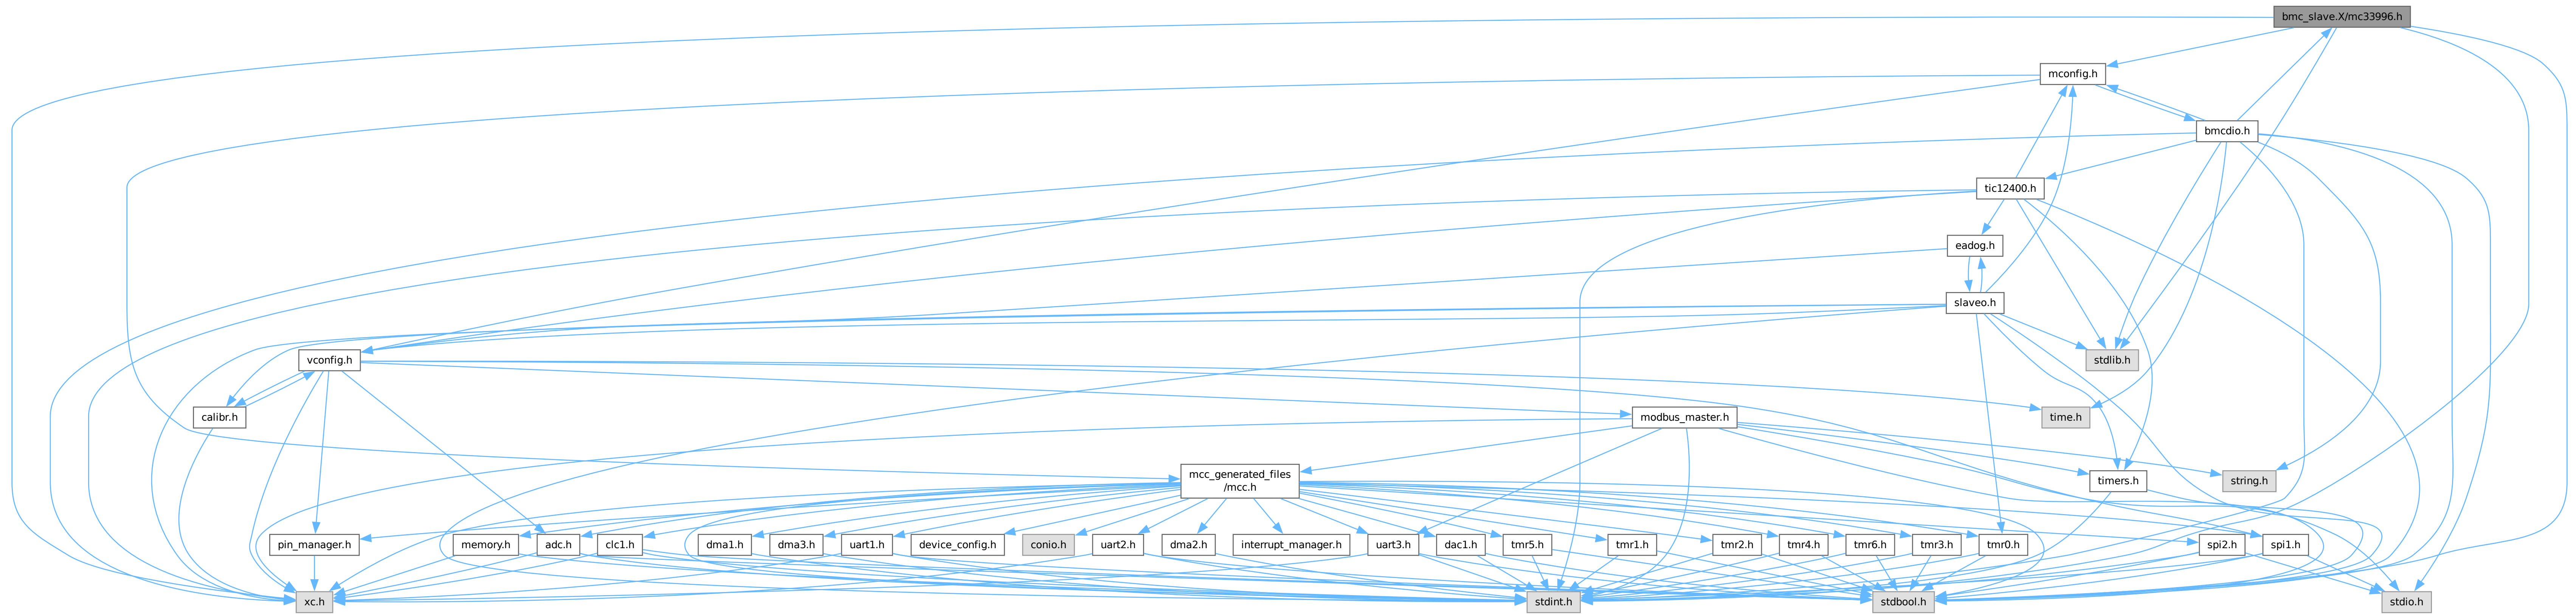 bmc_slave.X/mc33996.h
mconfig.h
bmcdio.h
tic12400.h
eadog.h
slaveo.h
vconfig.h
stdlib.h
calibr.h
modbus_master.h
time.h
mcc_generated_files
/mcc.h
timers.h
string.h
pin_manager.h
memory.h
adc.h
clc1.h
dma1.h
dma3.h
uart1.h
device_config.h
conio.h
uart2.h
dma2.h
interrupt_manager.h
uart3.h
dac1.h
tmr5.h
tmr1.h
tmr2.h
tmr4.h
tmr6.h
tmr3.h
tmr0.h
spi2.h
spi1.h
xc.h
stdint.h
stdbool.h
stdio.h